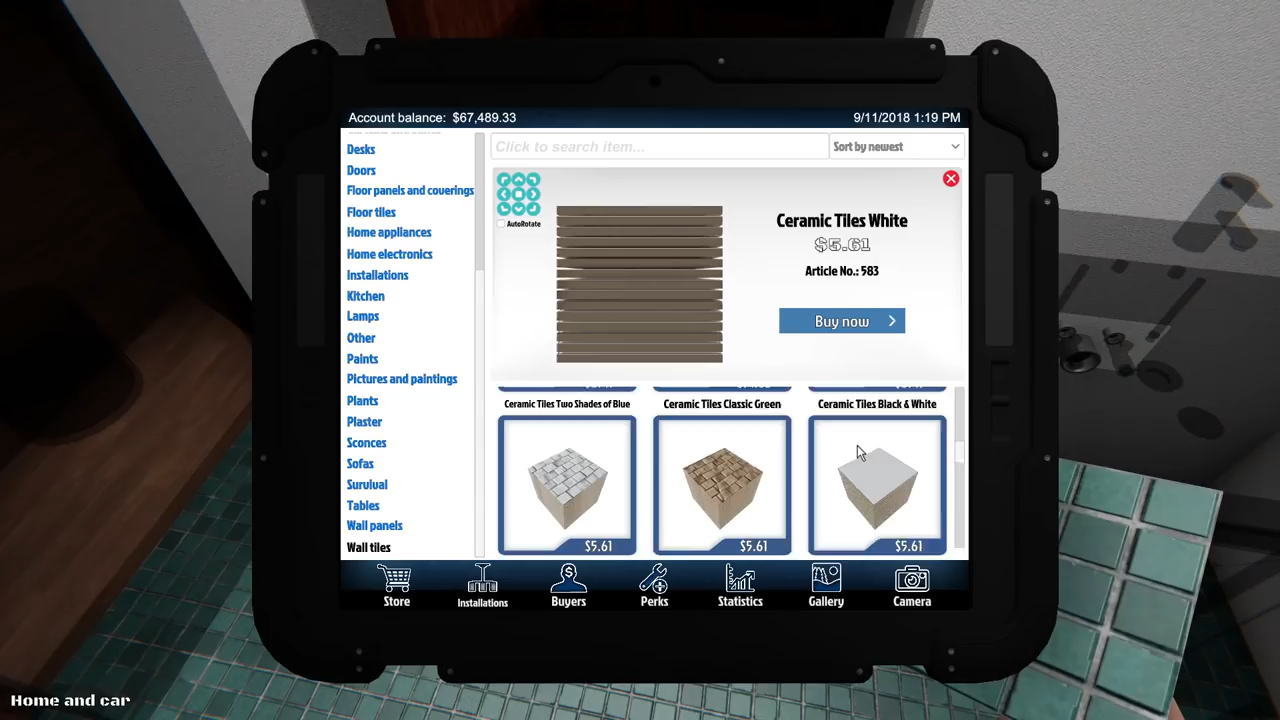 Account balance: $67,489.33
9/11/2018 1:19 PM
Desks
Doors
Floor panels and coverings
Floor tiles
Home appliances
Home electronics
Installations
Kitchen
Lamps
Other
Paints
Pictures and paintings
Plants
Plaster
Sconces
Sofas
Survival
Tables
Wall panels
Wall tiles
Click to search item...
Sort by newest
AutoRotate
Ceramic Tiles White
$5.61
Article No.: 583
Buy now
Ceramic Tiles Two Shades of Blue
Ceramic Tiles Classic Green
Ceramic Tiles Black & White
$5.61
$5.61
$5.61
Store
Installations
Buyers
Perks
Statistics
Gallery
Camera
Home and car